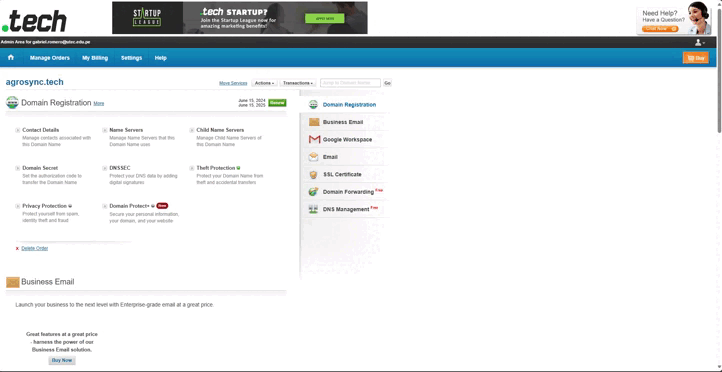 .tech
STARTUP
LEAGUE
.tech STARTUP?
Join the Startup League now for
amazing marketing benefits!
APPLY HERE
Need Help?
Have a Question?
Chat Now
Admin Area for gabriel.romero@utec.edu.pe
Manage Orders
My Billing
Settings
Help
Buy
agrosync.tech
Move Services
Actions
Transactions
Jump to Domain Name
Go
Domain Registration
More
June 13, 2024
June 13, 2025
Renew
Contact Details
Manage contacts associated with
this Domain Name
Name Servers
Manage Name Servers that this
Domain Name uses
Child Name Servers
Manage Child Name Servers of
this Domain Name
Domain Secret
Set the authorization code to
transfer the Domain Name
DNSSEC
Protect your DNS data by adding
digital signatures
Theft Protection
Protect your Domain Name from
theft and accidental transfers
Privacy Protection
Protect yourself from spam,
identity theft and fraud
Domain Protect+
New
Secure your personal information,
your domain, and your website
x Delete Order
Domain Registration
Business Email
Google Workspace
Email
SSL Certificate
Domain Forwarding Free
DNS Management Free
Business Email
Launch your business to the next level with Enterprise-grade email at a great price.
Great features at a great price
- harness the power of our
Business Email solution.
Buy Now